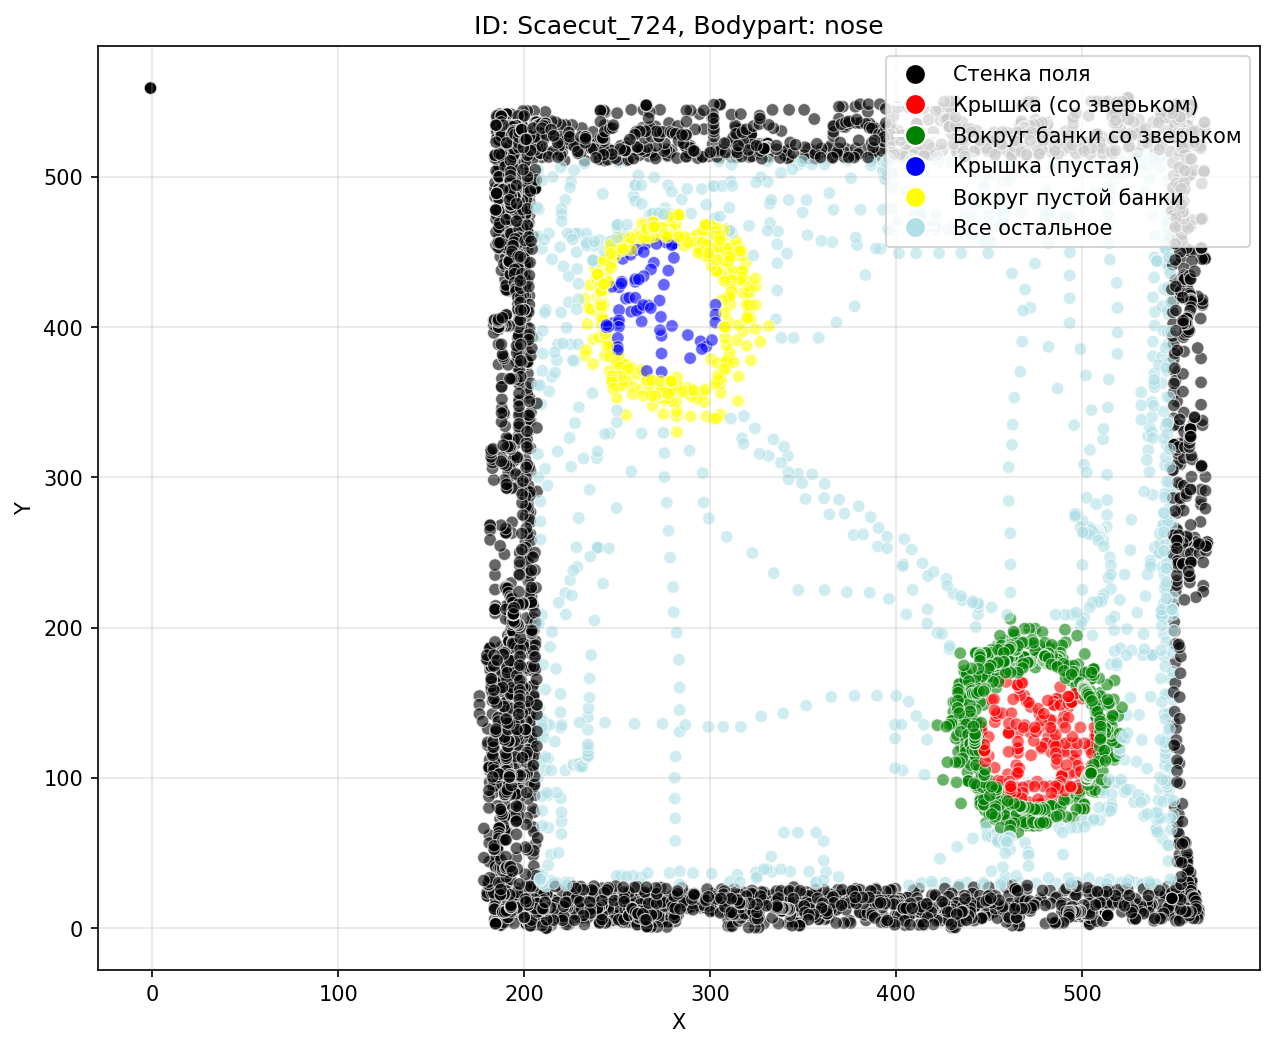 ID: Scaecut_724, Bodypart: nose
Стенка поля
Крышка (со зверьком)
Вокруг банки со зверьком
Крышка (пустая)
Вокруг пустой банки
Все остальное
Y
500
400
300
200
100
0
0 100 200 300 400 500
X